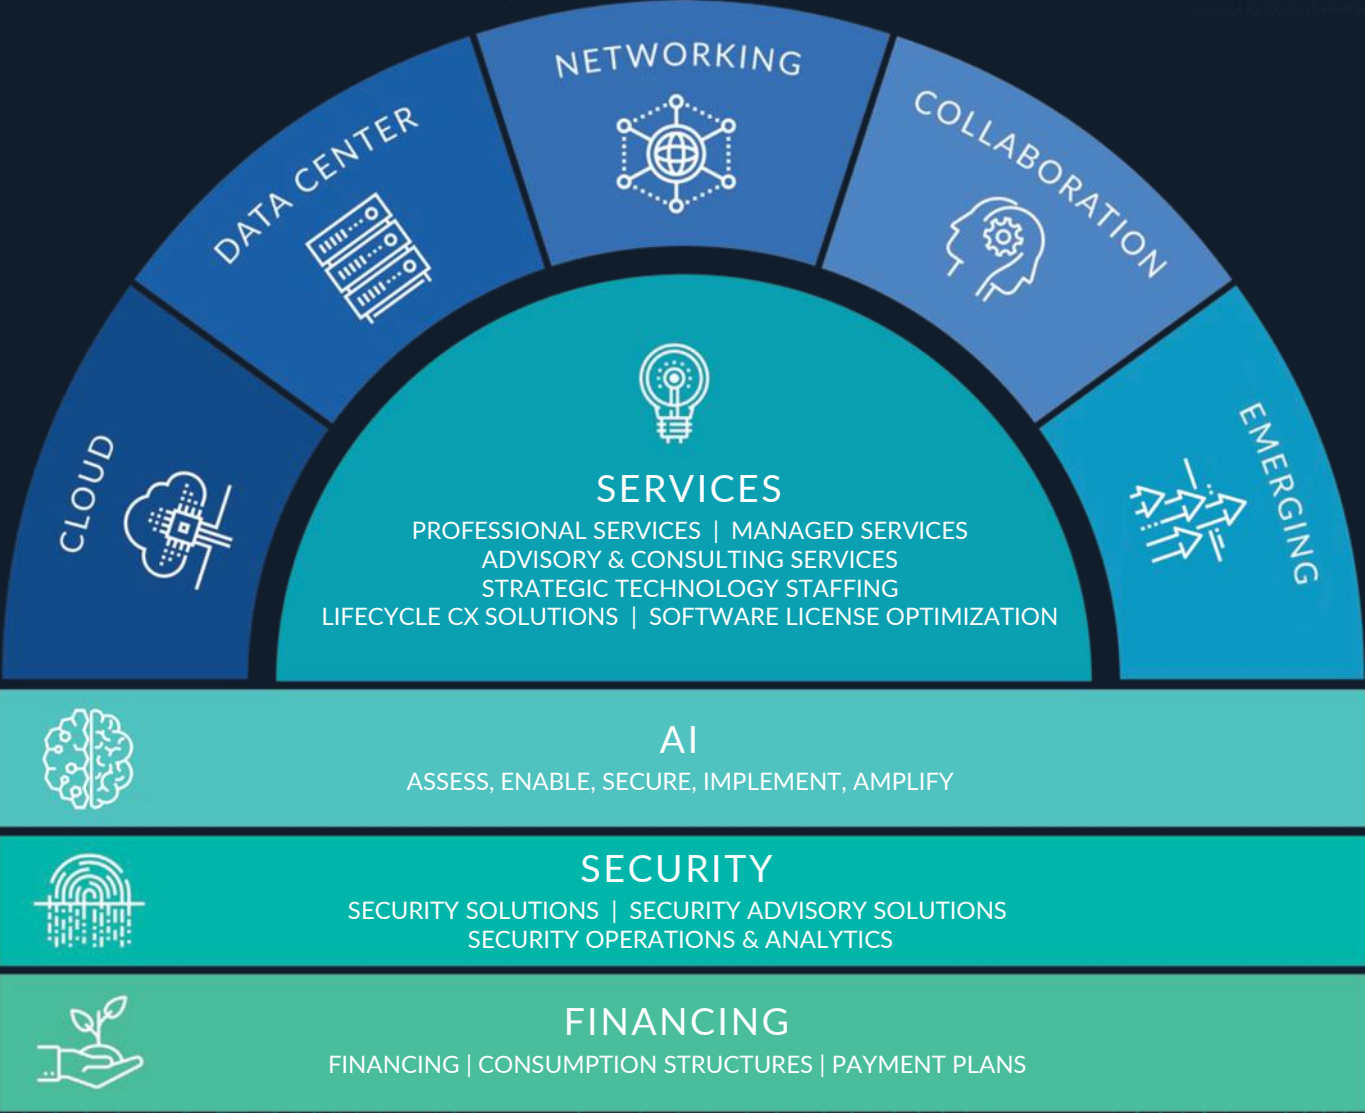 CLOUD
DATA CENTER
NETWORKING
COLLABORATION
EMERGING
SERVICES
PROFESSIONAL SERVICES | MANAGED SERVICES
ADVISORY & CONSULTING SERVICES
STRATEGIC TECHNOLOGY STAFFING
LIFECYCLE CX SOLUTIONS | SOFTWARE LICENSE OPTIMIZATION
AI
ASSESS, ENABLE, SECURE, IMPLEMENT, AMPLIFY
SECURITY
SECURITY SOLUTIONS | SECURITY ADVISORY SOLUTIONS
SECURITY OPERATIONS & ANALYTICS
FINANCING
FINANCING | CONSUMPTION STRUCTURES | PAYMENT PLANS